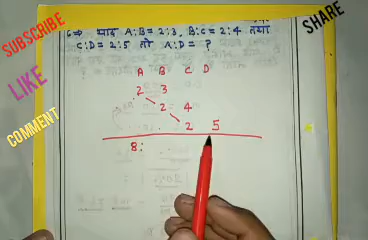 SUBSCRIBE
LIKE
COMMENT
SHARE
16⇒ यदि A:B= 2:3, B:C= 2:4 तथा
C:D= 2:5 तो A:D= ?
A B C D
2 3
2 4
2 5
8: